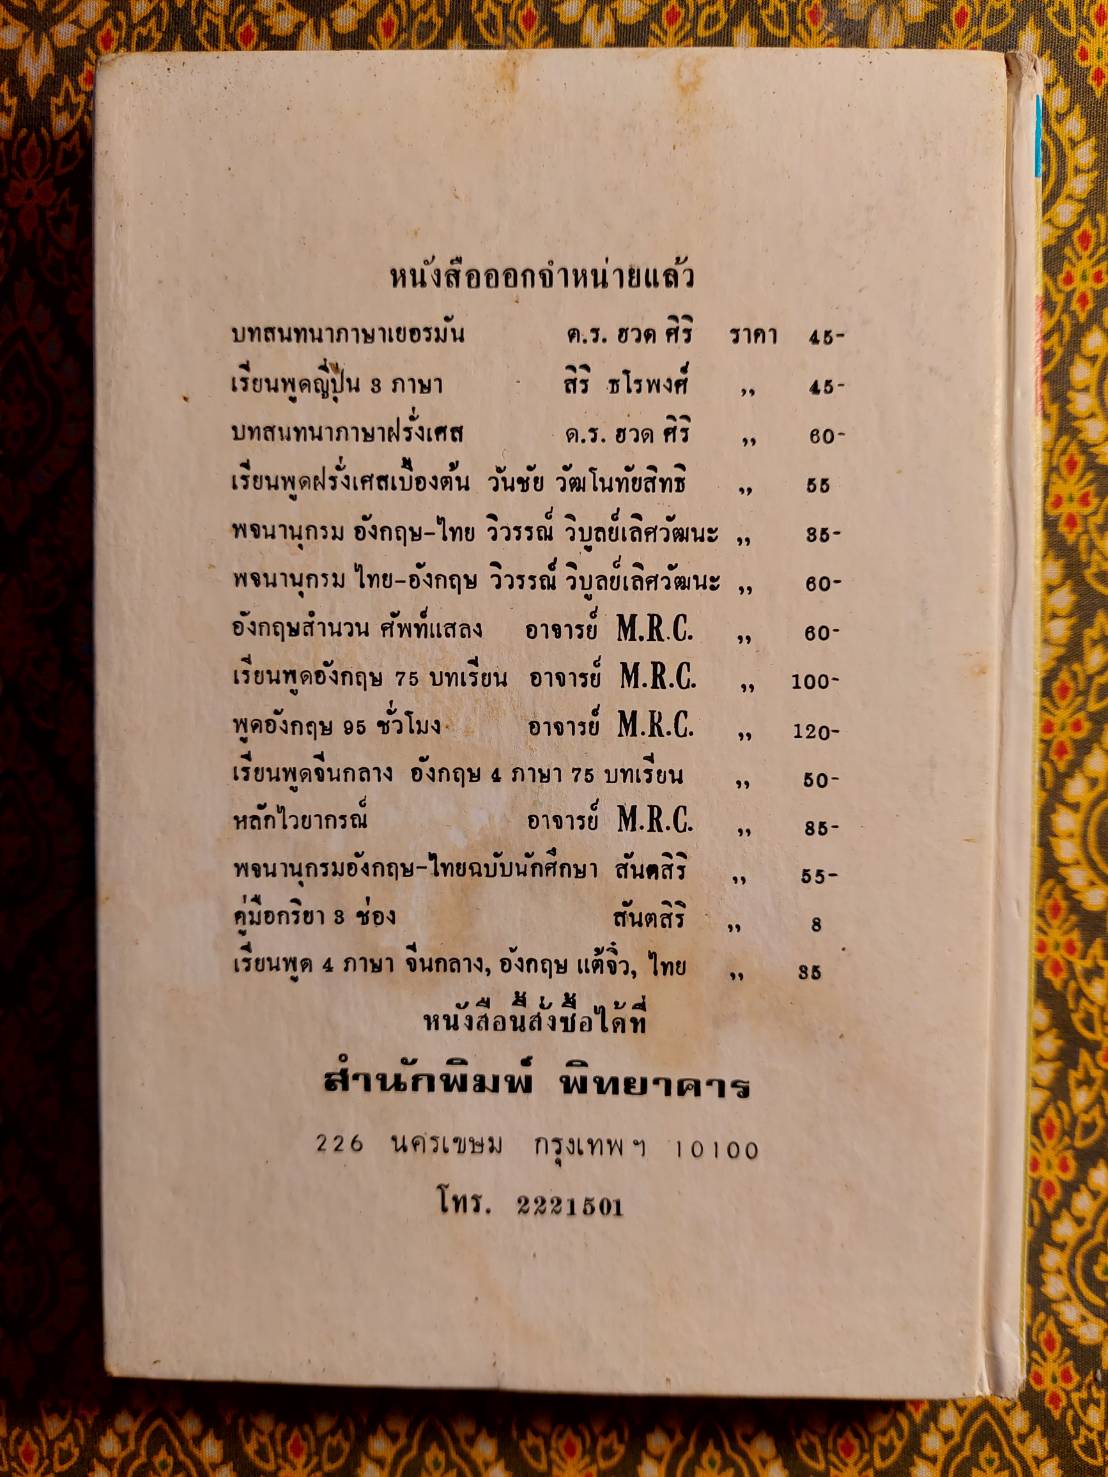 หนังสือออกจำหน่ายแล้ว
บทสนทนาภาษาเยอรมัน ด.ร. ฮวด ศิริ ราคา 45-
เรียนพูดญี่ปุ่น 3 ภาษา สิริ ธโรพงศ์ ,, 45-
บทสนทนาภาษาฝรั่งเศส ด.ร. ฮวด ศิริ ,, 60-
เรียนพูดฝรั่งเศสเบื้องต้น วันชัย วัฒโนทัยสิทธิ ,, 55
พจนานุกรม อังกฤษ-ไทย วิวรรณ์ วิบูลย์เลิศวัฒนะ ,, 35-
พจนานุกรม ไทย-อังกฤษ วิวรรณ์ วิบูลย์เลิศวัฒนะ ,, 60-
อังกฤษสำนวน ศัพท์แสลง อาจารย์ M.R.C. ,, 60-
เรียนพูดอังกฤษ 75 บทเรียน อาจารย์ M.R.C. ,, 100-
พูดอังกฤษ 95 ชั่วโมง อาจารย์ M.R.C. ,, 120-
เรียนพูดจีนกลาง อังกฤษ 4 ภาษา 75 บทเรียน ,, 50-
หลักไวยากรณ์ อาจารย์ M.R.C. ,, 85-
พจนานุกรมอังกฤษ-ไทยฉบับนักศึกษา สันตสิริ ,, 55-
คู่มือกริยา 3 ช่อง สันตสิริ ,, 8
เรียนพูด 4 ภาษา จีนกลาง, อังกฤษ แต้จิ๋ว, ไทย ,, 35
หนังสือนี้สั่งซื้อได้ที่
สำนักพิมพ์ พิทยาคาร
226 นครเขษม กรุงเทพฯ 10100
โทร. 2221501